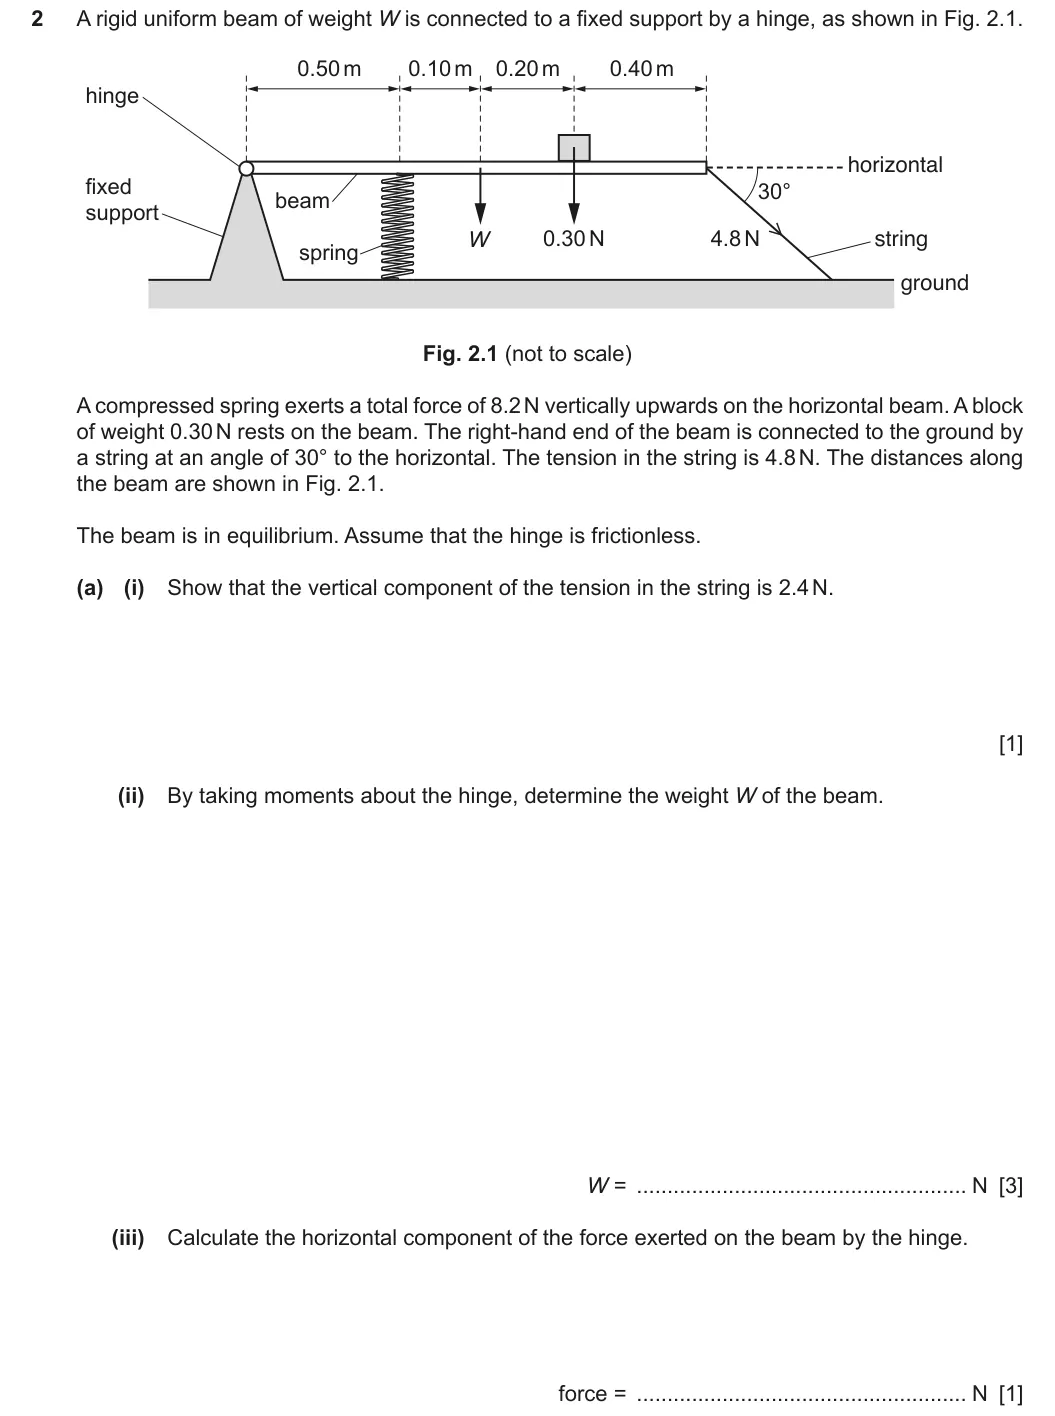 2 A rigid uniform beam of weight W is connected to a fixed support by a hinge, as shown in Fig. 2.1.
0.50 m 0.10 m 0.20 m 0.40 m
hinge
horizontal
fixed
support
30°
beam
spring
W
0.30 N
4.8 N
string
ground
Fig. 2.1 (not to scale)
A compressed spring exerts a total force of 8.2 N vertically upwards on the horizontal beam. A block
of weight 0.30 N rests on the beam. The right-hand end of the beam is connected to the ground by
a string at an angle of 30° to the horizontal. The tension in the string is 4.8 N. The distances along
the beam are shown in Fig. 2.1.
The beam is in equilibrium. Assume that the hinge is frictionless.
(a) (i) Show that the vertical component of the tension in the string is 2.4 N.
[1]
(ii) By taking moments about the hinge, determine the weight W of the beam.
W = ...................................................... N [3]
(iii) Calculate the horizontal component of the force exerted on the beam by the hinge.
force = ...................................................... N [1]